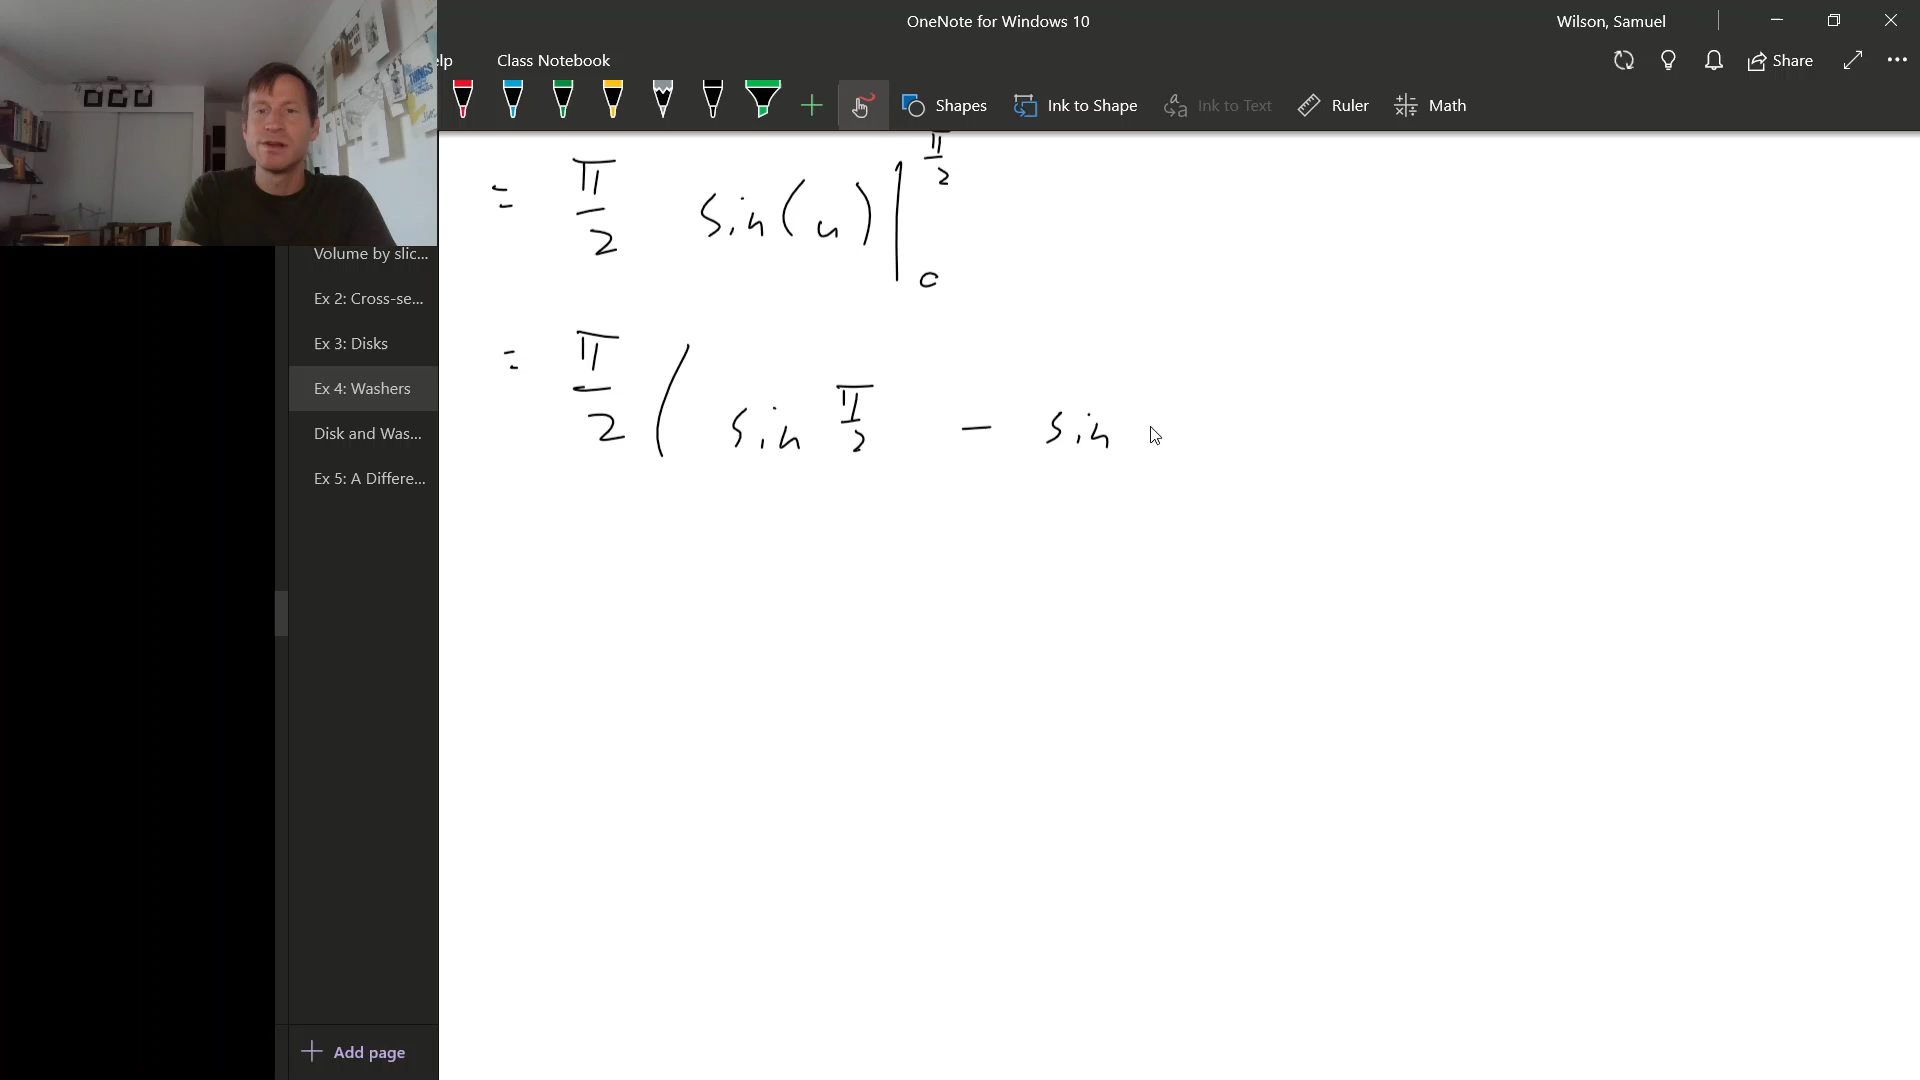 OneNote for Windows 10
Wilson, Samuel
elp
Class Notebook
Share
Shapes
Ink to Shape
Ink to Text
Ruler
Math
= π/2 sin(u) | π/2 0
= π/2 ( sin π/2 - sin
Volume by slic...
Ex 2: Cross-se...
Ex 3: Disks
Ex 4: Washers
Disk and Was...
Ex 5: A Differe...
Add page